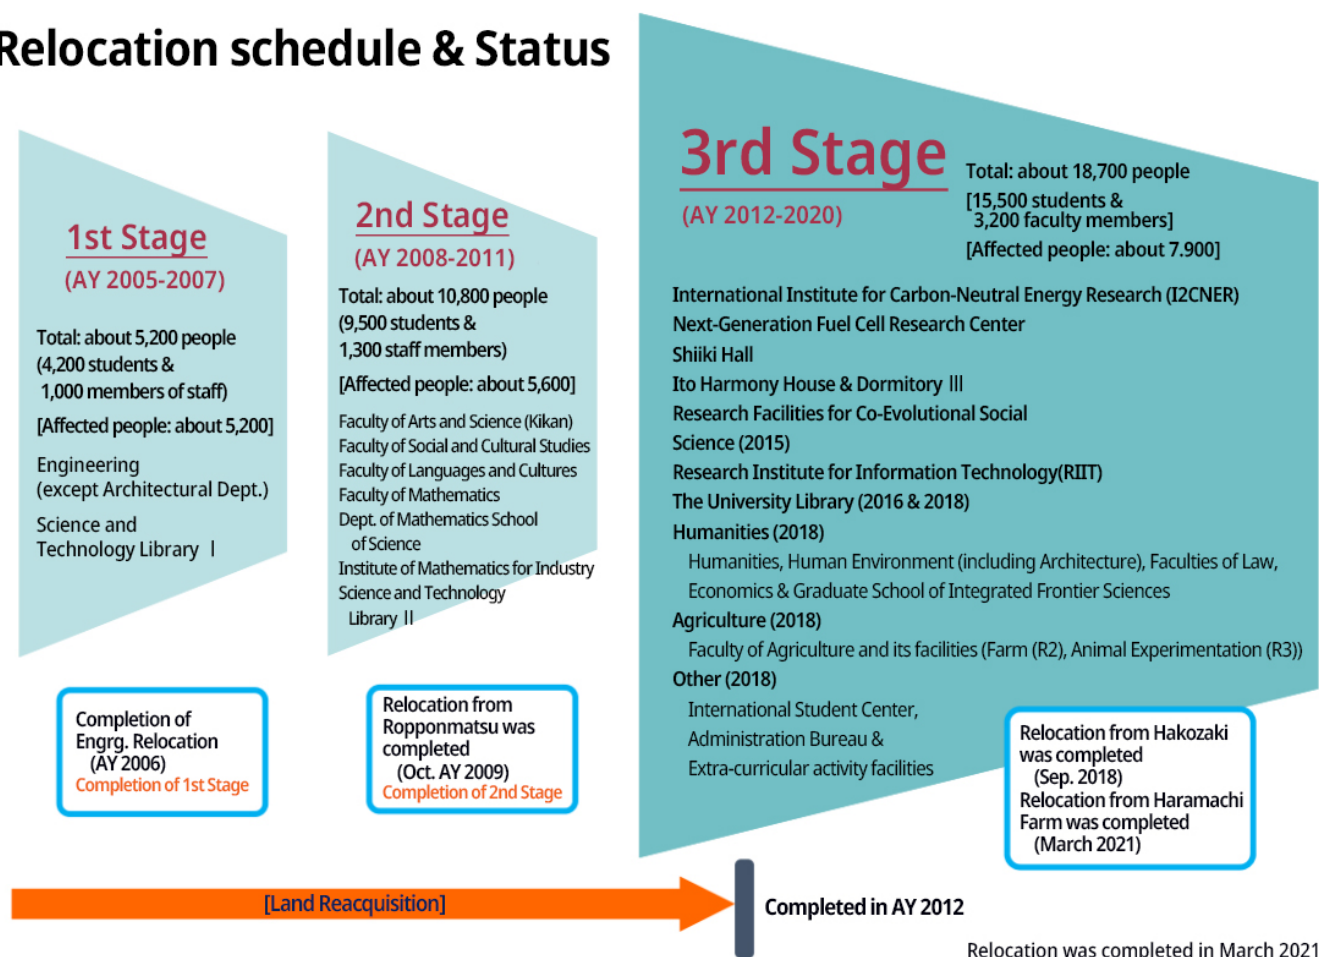 Relocation schedule & Status
1st Stage
(AY 2005-2007)
Total: about 5,200 people
(4,200 students &
1,000 members of staff)
[Affected people: about 5,200]
Engineering
(except Architectural Dept.)
Science and
Technology Library Ⅰ
Completion of
Engrg. Relocation
(AY 2006)
Completion of 1st Stage
2nd Stage
(AY 2008-2011)
Total: about 10,800 people
(9,500 students &
1,300 staff members)
[Affected people: about 5,600]
Faculty of Arts and Science (Kikan)
Faculty of Social and Cultural Studies
Faculty of Languages and Cultures
Faculty of Mathematics
Dept. of Mathematics School
of Science
Institute of Mathematics for Industry
Science and Technology
Library Ⅱ
Relocation from
Ropponmatsu was
completed
(Oct. AY 2009)
Completion of 2nd Stage
3rd Stage
(AY 2012-2020)
Total: about 18,700 people
[15,500 students &
3,200 faculty members]
[Affected people: about 7.900]
International Institute for Carbon-Neutral Energy Research (I2CNER)
Next-Generation Fuel Cell Research Center
Shiiki Hall
Ito Harmony House & Dormitory Ⅲ
Research Facilities for Co-Evolutional Social
Science (2015)
Research Institute for Information Technology(RIIT)
The University Library (2016 & 2018)
Humanities (2018)
Humanities, Human Environment (including Architecture), Faculties of Law,
Economics & Graduate School of Integrated Frontier Sciences
Agriculture (2018)
Faculty of Agriculture and its facilities (Farm (R2), Animal Experimentation (R3))
Other (2018)
International Student Center,
Administration Bureau &
Extra-curricular activity facilities
Relocation from Hakozaki
was completed
(Sep. 2018)
Relocation from Haramachi
Farm was completed
(March 2021)
[Land Reacquisition]
Completed in AY 2012
Relocation was completed in March 2021